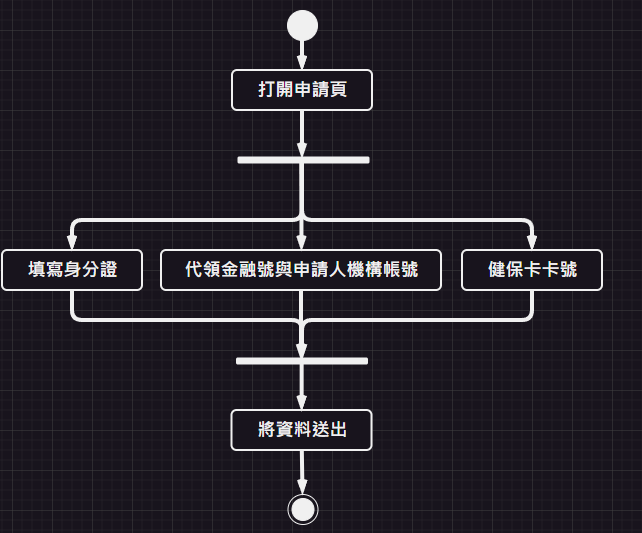 打開申請頁
填寫身分證
代領金融號與申請人機構帳號
健保卡卡號
將資料送出